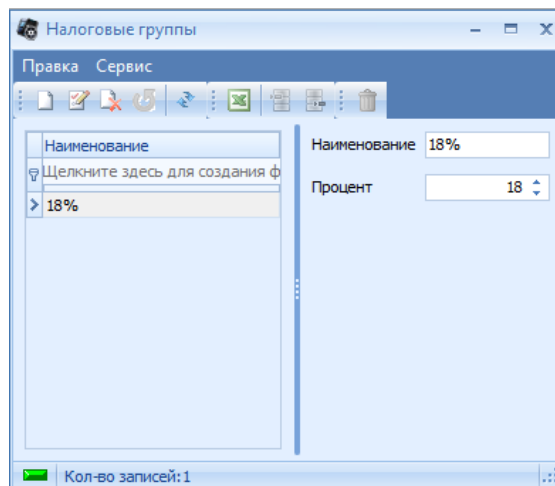 Налоговые группы
Правка Сервис
Наименование
Щелкните здесь для создания ф
18%
Наименование 18%
Процент 18
Кол-во записей:1